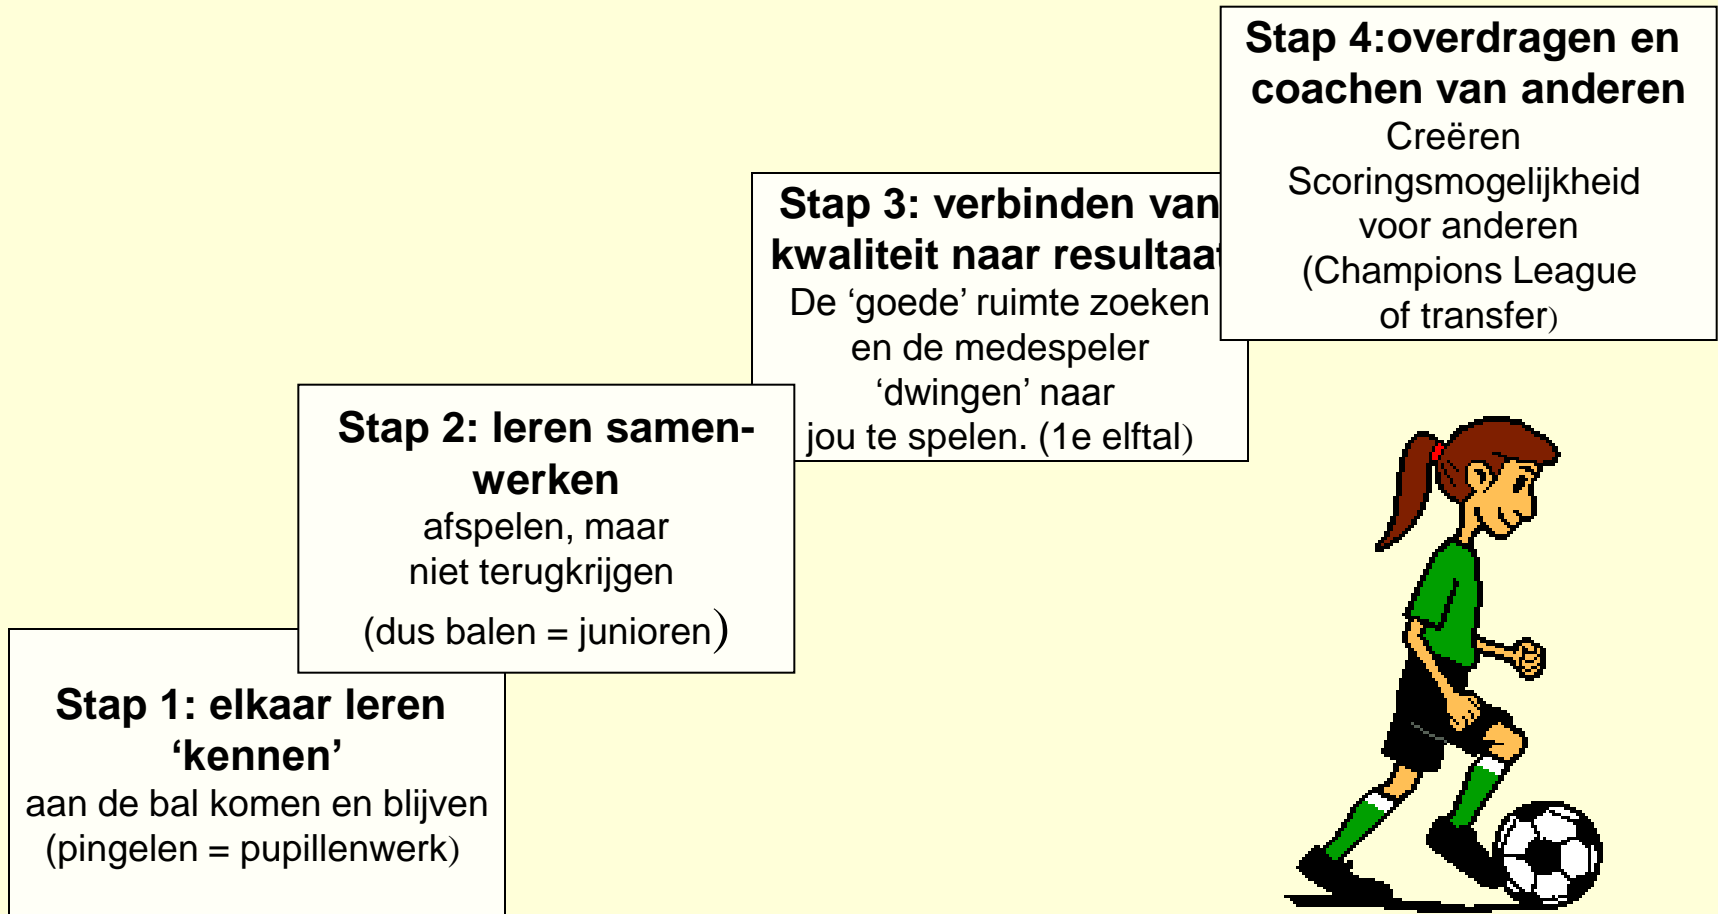 Stap 1: elkaar leren
‘kennen’
aan de bal komen en blijven
(pingelen = pupillenwerk)
Stap 2: leren samen-
werken
afspelen, maar
niet terugkrijgen
(dus balen = junioren)
Stap 3: verbinden van
kwaliteit naar resultaat
De ‘goede’ ruimte zoeken
en de medespeler
‘dwingen’ naar
jou te spelen. (1e elftal)
Stap 4:overdragen en
coachen van anderen
Creëren
Scoringsmogelijkheid
voor anderen
(Champions League
of transfer)